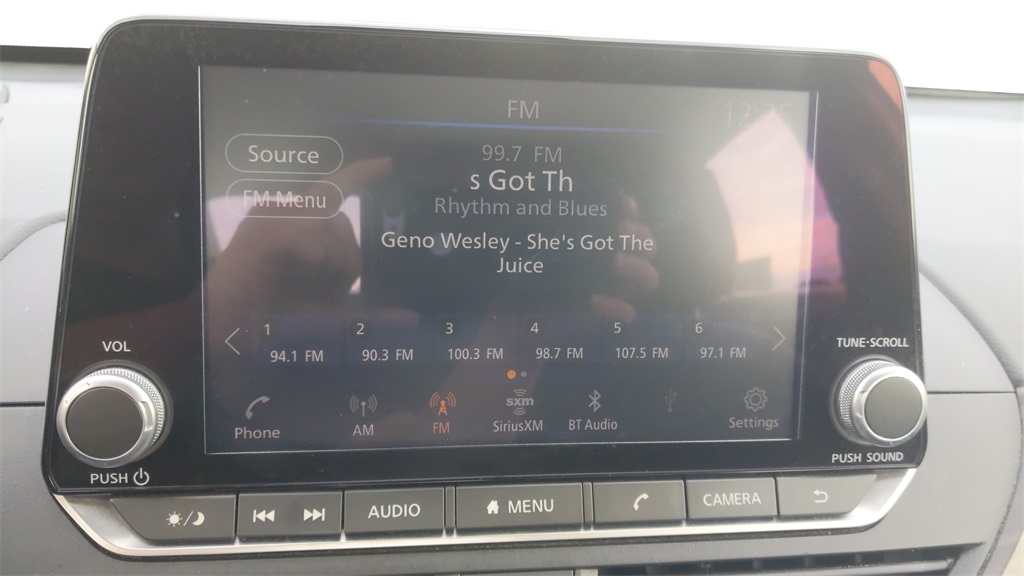 FM
Source
99.7 FM
s Got Th
FM Menu
Rhythm and Blues
Geno Wesley - She's Got The
Juice
1 2 3 4 5 6
94.1 FM 90.3 FM 100.3 FM 98.7 FM 107.5 FM 97.1 FM
sxm
Phone AM FM SiriusXM BT Audio Settings
VOL
PUSH
TUNE·SCROLL
PUSH SOUND
AUDIO MENU CAMERA